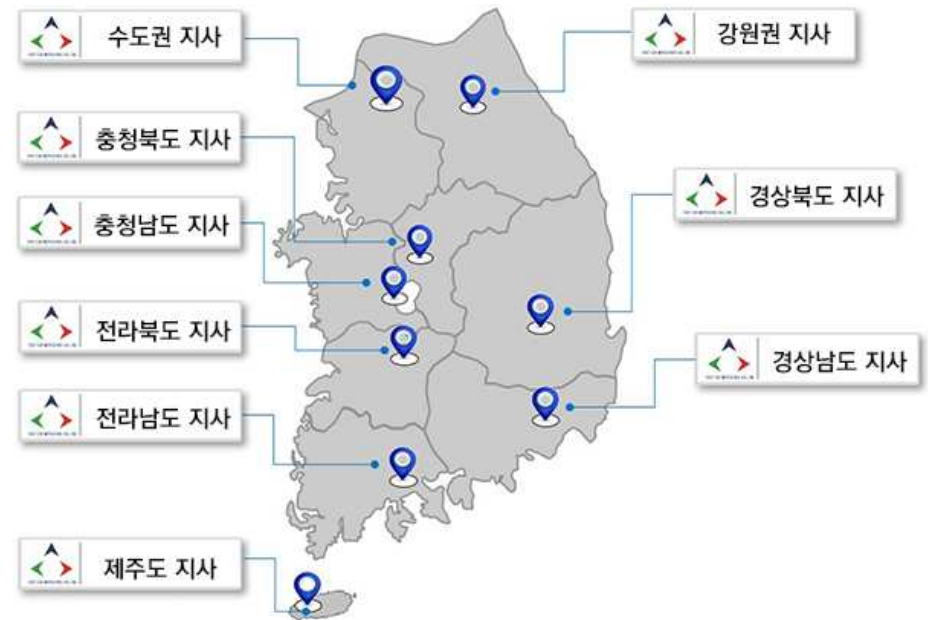 수도권 지사
강원권 지사
충청북도 지사
경상북도 지사
충청남도 지사
전라북도 지사
경상남도 지사
전라남도 지사
제주도 지사